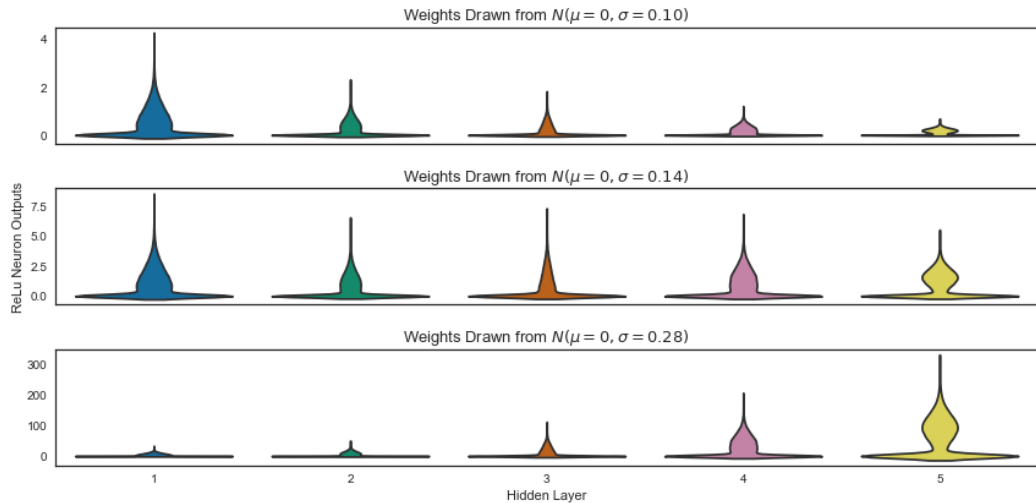 Weights Drawn from N(μ = 0, σ = 0.10)
4
2
0
Weights Drawn from N(μ = 0, σ = 0.14)
ReLu Neuron Outputs
7.5
5.0
2.5
0.0
Weights Drawn from N(μ = 0, σ = 0.28)
300
200
100
0
1 2 3 4 5
Hidden Layer